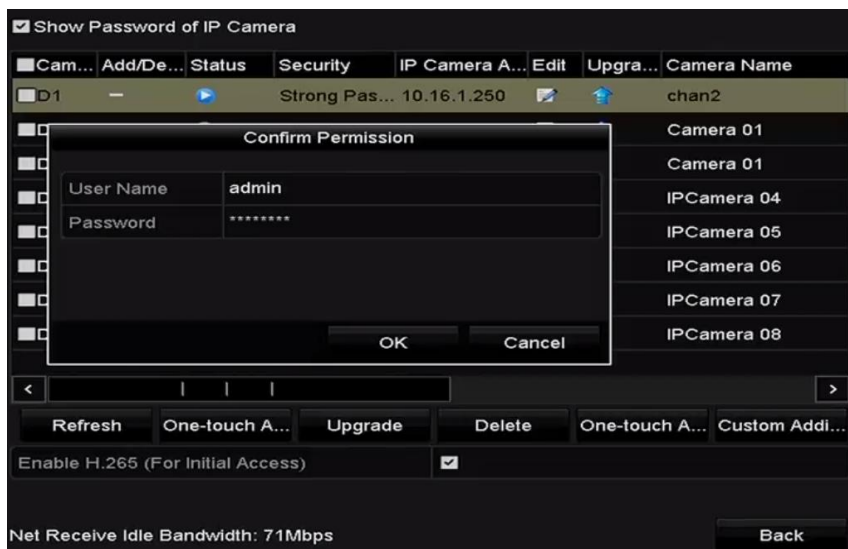 Show Password of IP Camera
Cam... Add/De... Status Security IP Camera A... Edit Upgra... Camera Name
D1 Strong Pas... 10.16.1.250 chan2
Confirm Permission
Camera 01
Camera 01
User Name admin
IPCamera 04
Password ********
IPCamera 05
IPCamera 06
IPCamera 07
IPCamera 08
OK Cancel
Refresh One-touch A... Upgrade Delete One-touch A... Custom Addi...
Enable H.265 (For Initial Access)
Net Receive Idle Bandwidth: 71Mbps
Back